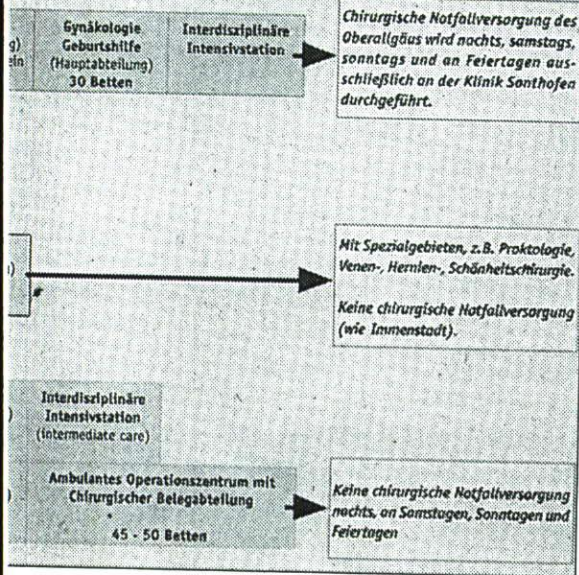 Gynäkologie
Geburtshilfe
(Hauptabteilung)
30 Betten
Interdisziplinäre
Intensivstation
Chirurgische Notfallversorgung des
Oberallgäus wird nachts, samstags,
sonntags und an Feiertagen aus-
schließlich an der Klinik Sonthofen
durchgeführt.
Mit Spezialgebieten, z.B. Proktologie,
Venen-, Hernien-, Schönheitschirurgie.
Keine chirurgische Notfallversorgung
(wie Immenstadt).
Interdisziplinäre
Intensivstation
(intermediate care)
Ambulantes Operationszentrum mit
Chirurgischer Belegabteilung
45 - 50 Betten
Keine chirurgische Notfallversorgung
nachts, an Samstagen, Sonntagen und
Feiertagen